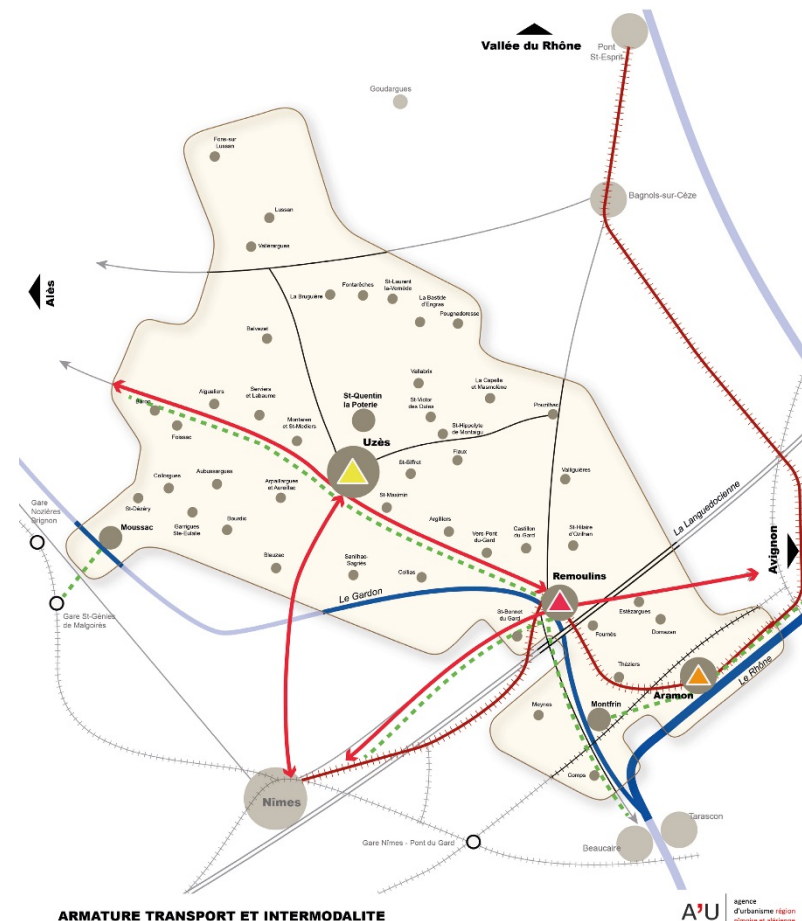 Vallée du Rhône
Pont
St-Esprit
Goudargues
Fons-sur
Lussan
Bagnols-sur-Cèze
Lussan
Vallérargues
Alès
La Bruguière
Fontarèches
St-Laurent
la-Vernède
La Bastide
d'Engras
Pougnadoresse
Belvezet
Vallabrix
La Capelle
et Masmolène
Baron
Aigaliers
Serviers
et Labaume
St-Quentin
la Poterie
St-Victor
des Oules
Pouzilhac
Foissac
Montaren
et St-Médiers
St-Hippolyte
de Montaigu
Uzès
Flaux
St-Siffret
Valliguières
Collorgues
Aubussargues
Arpaillargues
et Aureillac
St-Maximin
La Languedocienne
St-Dézéry
Garrigues
Ste-Eulalie
Bourdic
Argilliers
Vers-Pont
du-Gard
Castillon
du Gard
St-Hilaire
d'Ozilhan
Gare
Nozières
Brignon
Moussac
Blauzac
Sanilhac-
Sagriès
Collias
Avignon
Remoulins
Le Gardon
Gare St-Géniès
de Malgoirès
St-Bonnet
du Gard
Estézargues
Fournès
Domazan
Théziers
Aramon
Le Rhône
Meynes
Montfrin
Comps
Nîmes
Tarascon
Gare Nîmes - Pont du Gard
Beaucaire
ARMATURE TRANSPORT ET INTERMODALITE
A'U
agence
d'urbanisme région
nîmoise et alésienne